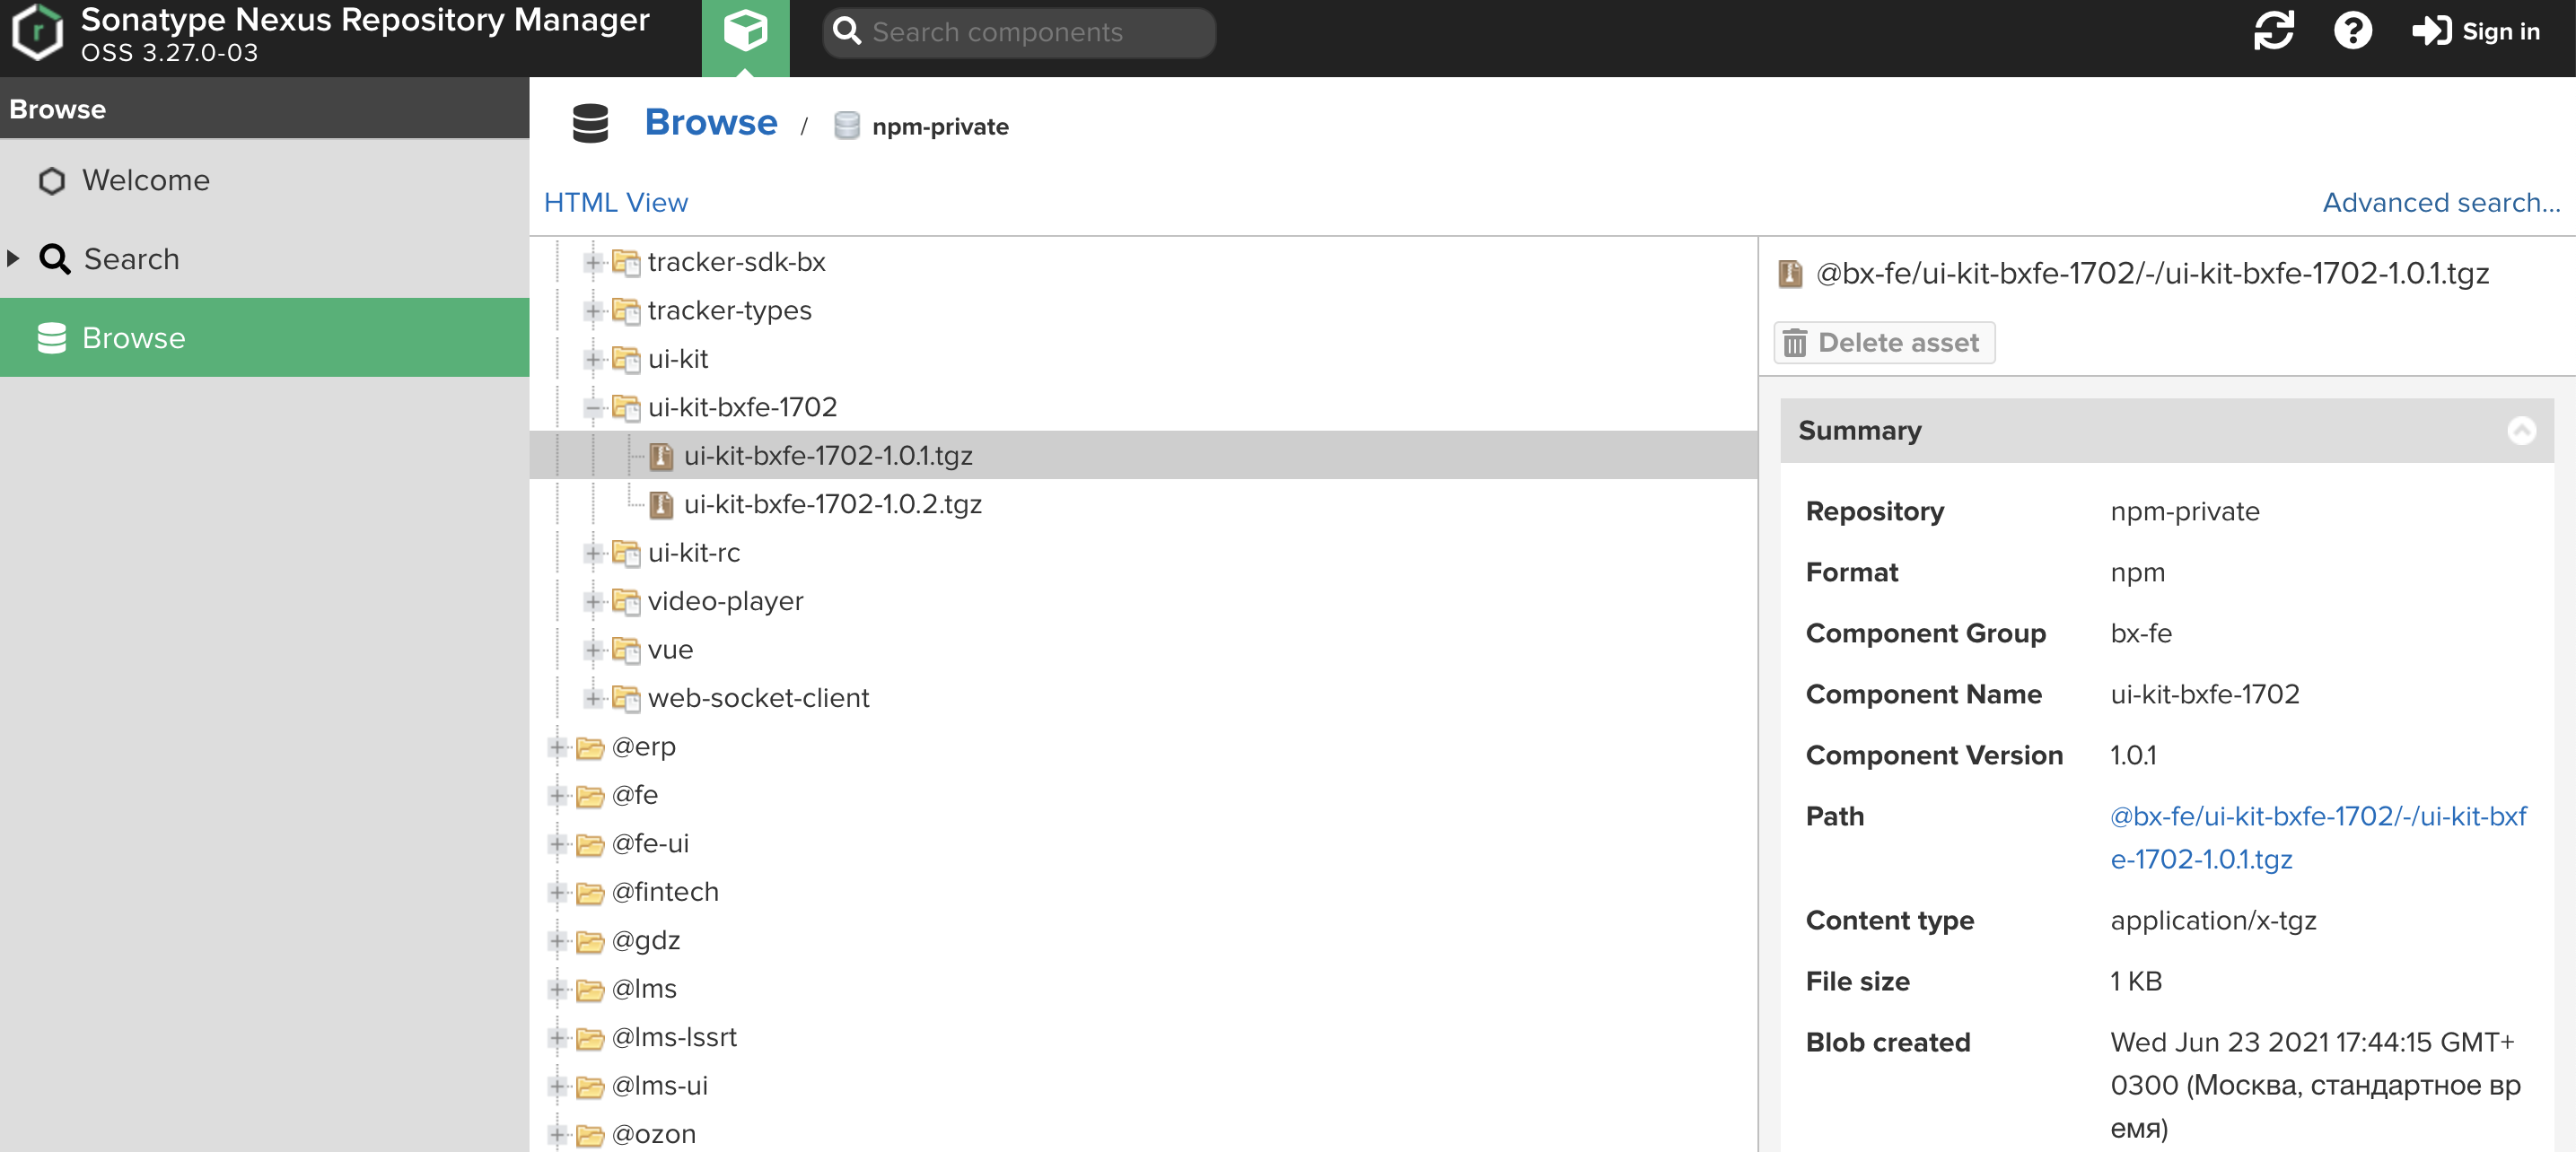 Sonatype Nexus Repository Manager
OSS 3.27.0-03
Search components
Sign in
Browse
Welcome
Search
Browse
Browse / npm-private
HTML View
Advanced search...
tracker-sdk-bx
tracker-types
ui-kit
ui-kit-bxfe-1702
ui-kit-bxfe-1702-1.0.1.tgz
ui-kit-bxfe-1702-1.0.2.tgz
ui-kit-rc
video-player
vue
web-socket-client
@erp
@fe
@fe-ui
@fintech
@gdz
@lms
@lms-lssrt
@lms-ui
@ozon
@bx-fe/ui-kit-bxfe-1702/-/ui-kit-bxfe-1702-1.0.1.tgz
Delete asset
Summary
Repository npm-private
Format npm
Component Group bx-fe
Component Name ui-kit-bxfe-1702
Component Version 1.0.1
Path @bx-fe/ui-kit-bxfe-1702/-/ui-kit-bxf
e-1702-1.0.1.tgz
Content type application/x-tgz
File size 1 KB
Blob created Wed Jun 23 2021 17:44:15 GMT+
0300 (Москва, стандартное вр
емя)